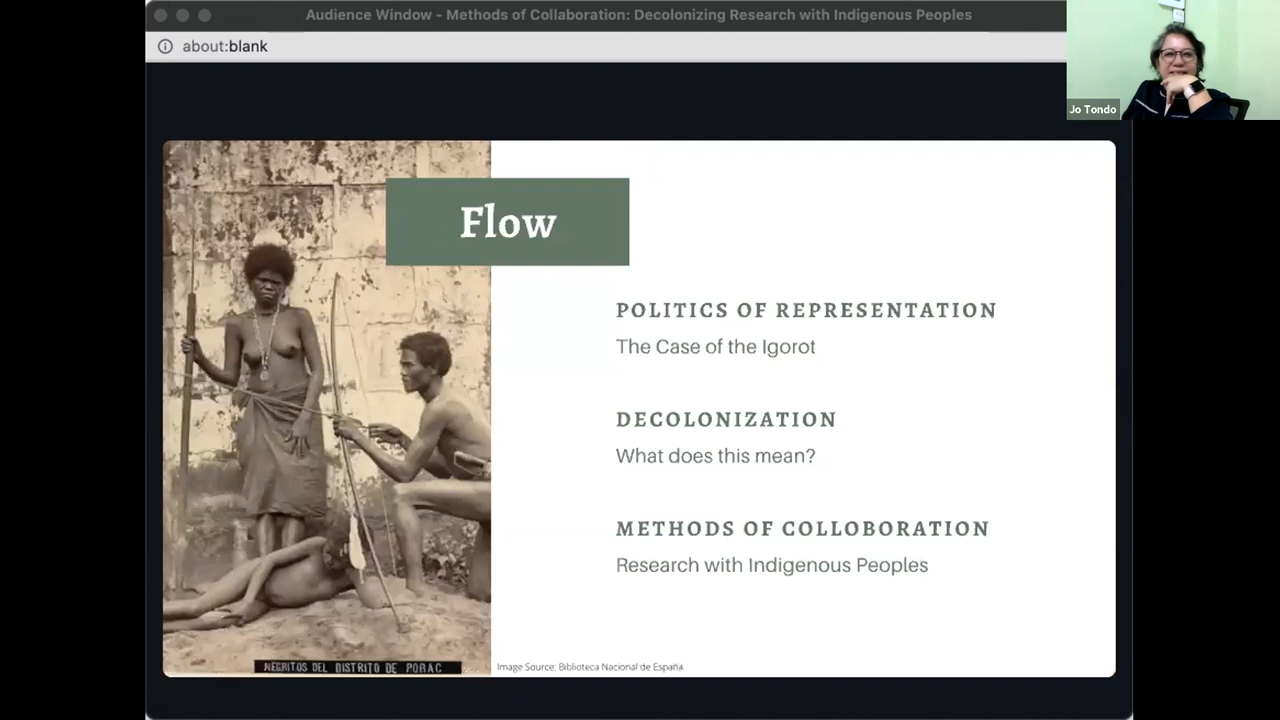 Audience Window - Methods of Collaboration: Decolonizing Research with Indigenous Peoples
about:blank
Jo Tondo
Flow
POLITICS OF REPRESENTATION
The Case of the Igorot
DECOLONIZATION
What does this mean?
METHODS OF COLLOBORATION
Research with Indigenous Peoples
NEGRITOS DEL DISTRITO DE PORAC
Image Source: Biblioteca Nacional de España